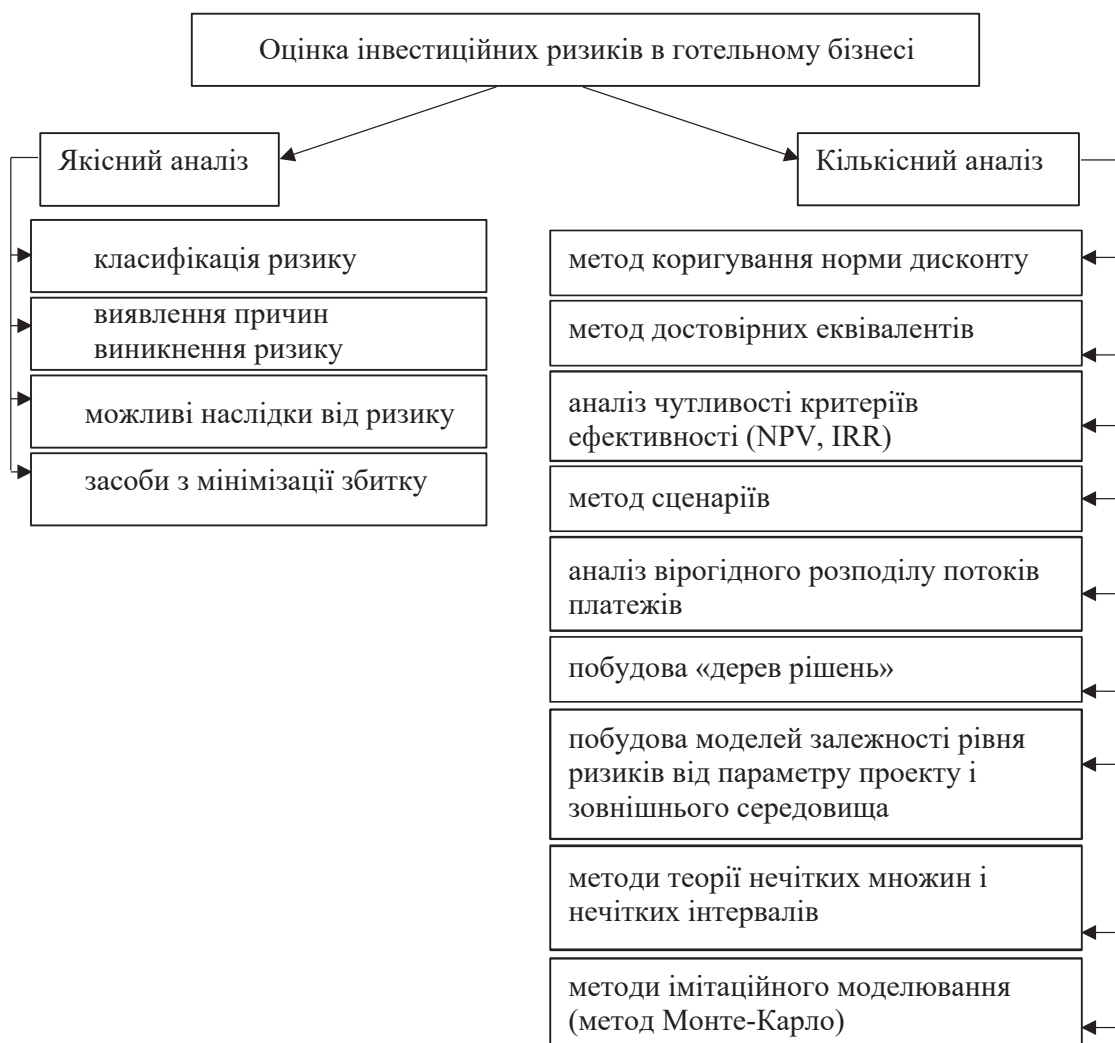 Оцінка інвестиційних ризиків в готельному бізнесі
Якісний аналіз
класифікація ризику
виявлення причин
виникнення ризику
можливі наслідки від ризику
засоби з мінімізації збитку
Кількісний аналіз
метод коригування норми дисконту
метод достовірних еквівалентів
аналіз чутливості критеріїв
ефективності (NPV, IRR)
метод сценаріїв
аналіз вірогідного розподілу потоків
платежів
побудова «дерев рішень»
побудова моделей залежності рівня
ризиків від параметру проекту і
зовнішнього середовища
методи теорії нечітких множин і
нечітких інтервалів
методи імітаційного моделювання
(метод Монте-Карло)